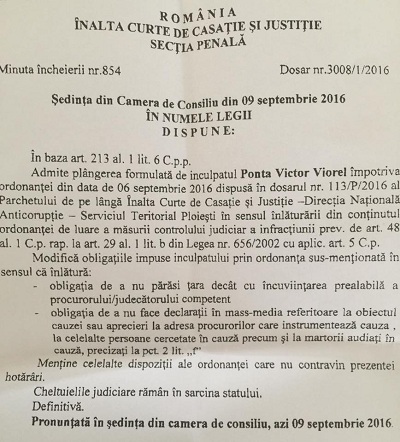 ROMÂNIA
ÎNALTA CURTE DE CASAȚIE ȘI JUSTIȚIE
SECȚIA PENALĂ
Minuta încheierii nr.854 Dosar nr.3008/1/2016
Ședința din Camera de Consiliu din 09 septembrie 2016
ÎN NUMELE LEGII
DISPUNE:
În baza art. 213 al. 1 lit. 6 C.p.p.
Admite plângerea formulată de inculpatul Ponta Victor Viorel împotriva
ordonanței din data de 06 septembrie 2016 dispusă în dosarul nr. 113/P/2016 al
Parchetului de pe lângă Înalta Curte de Casație și Justiție –Direcția Națională
Anticorupție – Serviciul Teritorial Ploiești în sensul înlăturării din conținutul
ordonanței de luare a măsurii controlului judiciar a infracțiunii prev. de art. 48
al. 1 C.p. rap. la art. 29 al. 1 lit. b din Legea nr. 656/2002 cu aplic. art. 5 C.p.
Modifică obligațiile impuse inculpatului prin ordonanța sus-menționată în
sensul că înlătură:
- obligația de a nu părăsi țara decât cu încuviințarea prealabilă a
procurorului/judecătorului competent
- obligația de a nu face declarații în mass-media referitoare la obiectul
cauzei sau aprecieri la adresa procurorilor care instrumentează cauza ,
la celelalte persoane cercetate în cauză precum și la martorii audiați în
cauză, precizați la pct. 2 lit. „f"
Menține celelalte dispoziții ale ordonanței care nu contravin prezentei
hotărâri.
Cheltuielile judiciare rămân în sarcina statului.
Definitivă.
Pronunțată în ședința din camera de consiliu, azi 09 septembrie 2016.